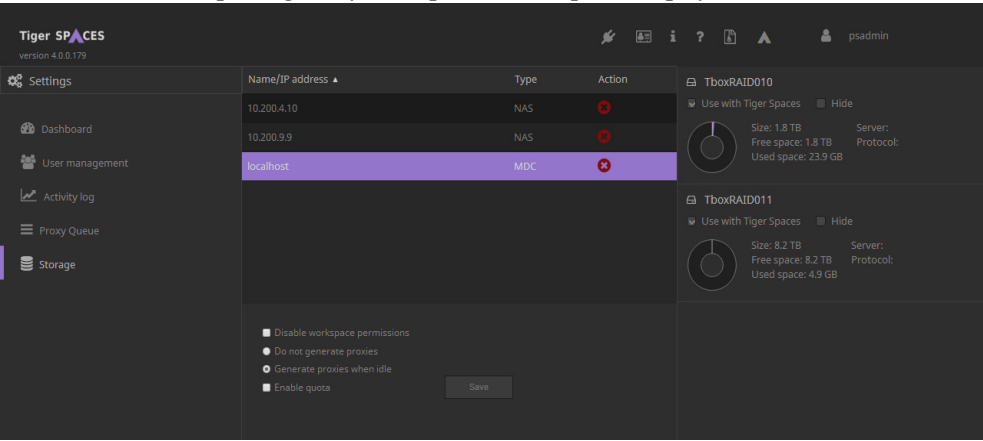 Tiger SPACES
version 4.0.0.179
i ?
psadmin
Settings
Dashboard
User management
Activity log
Proxy Queue
Storage
Name/IP address ▲ Type Action
10.200.4.10 NAS
10.200.9.9 NAS
localhost MDC
Disable workspace permissions
Do not generate proxies
Generate proxies when idle
Enable quota
Save
TboxRAID010
Use with Tiger Spaces Hide
Size: 1.8 TB Server:
Free space: 1.8 TB Protocol:
Used space: 23.9 GB
TboxRAID011
Use with Tiger Spaces Hide
Size: 8.2 TB Server:
Free space: 8.2 TB Protocol:
Used space: 4.9 GB